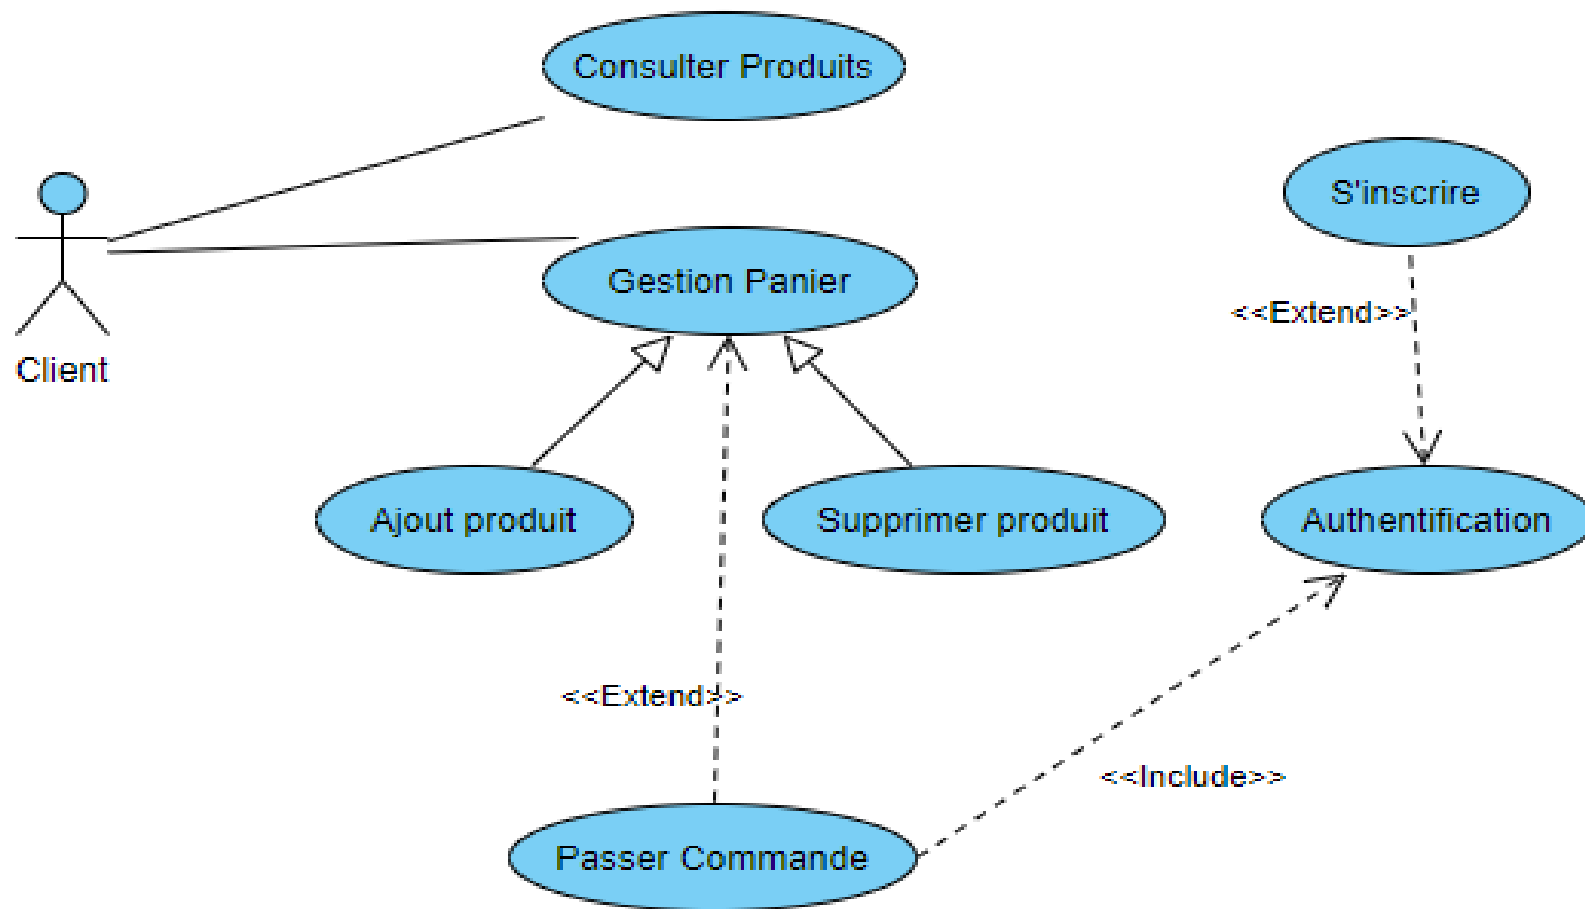 Consulter Produits
S'inscrire
Gestion Panier
<<Extend>>
Client
Ajout produit
Supprimer produit
Authentification
<<Extend>>
<<Include>>
Passer Commande